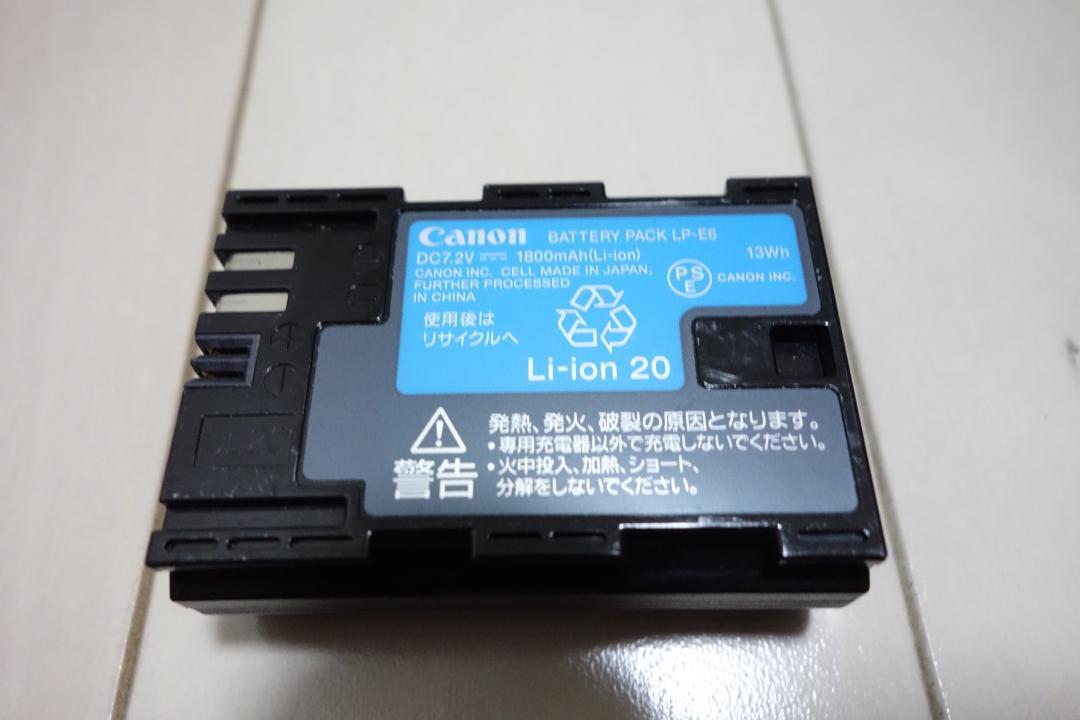 Canon BATTERY PACK LP-E6
DC7.2V ⎓ 1800mAh(Li-ion) 13Wh
CANON INC. CELL MADE IN JAPAN,
FURTHER PROCESSED
IN CHINA
PSE CANON INC.
使用後は
リサイクルへ
Li-ion 20
警告
発熱、発火、破裂の原因となります。
・専用充電器以外で充電しないでください。
・火中投入、加熱、ショート、
分解をしないでください。